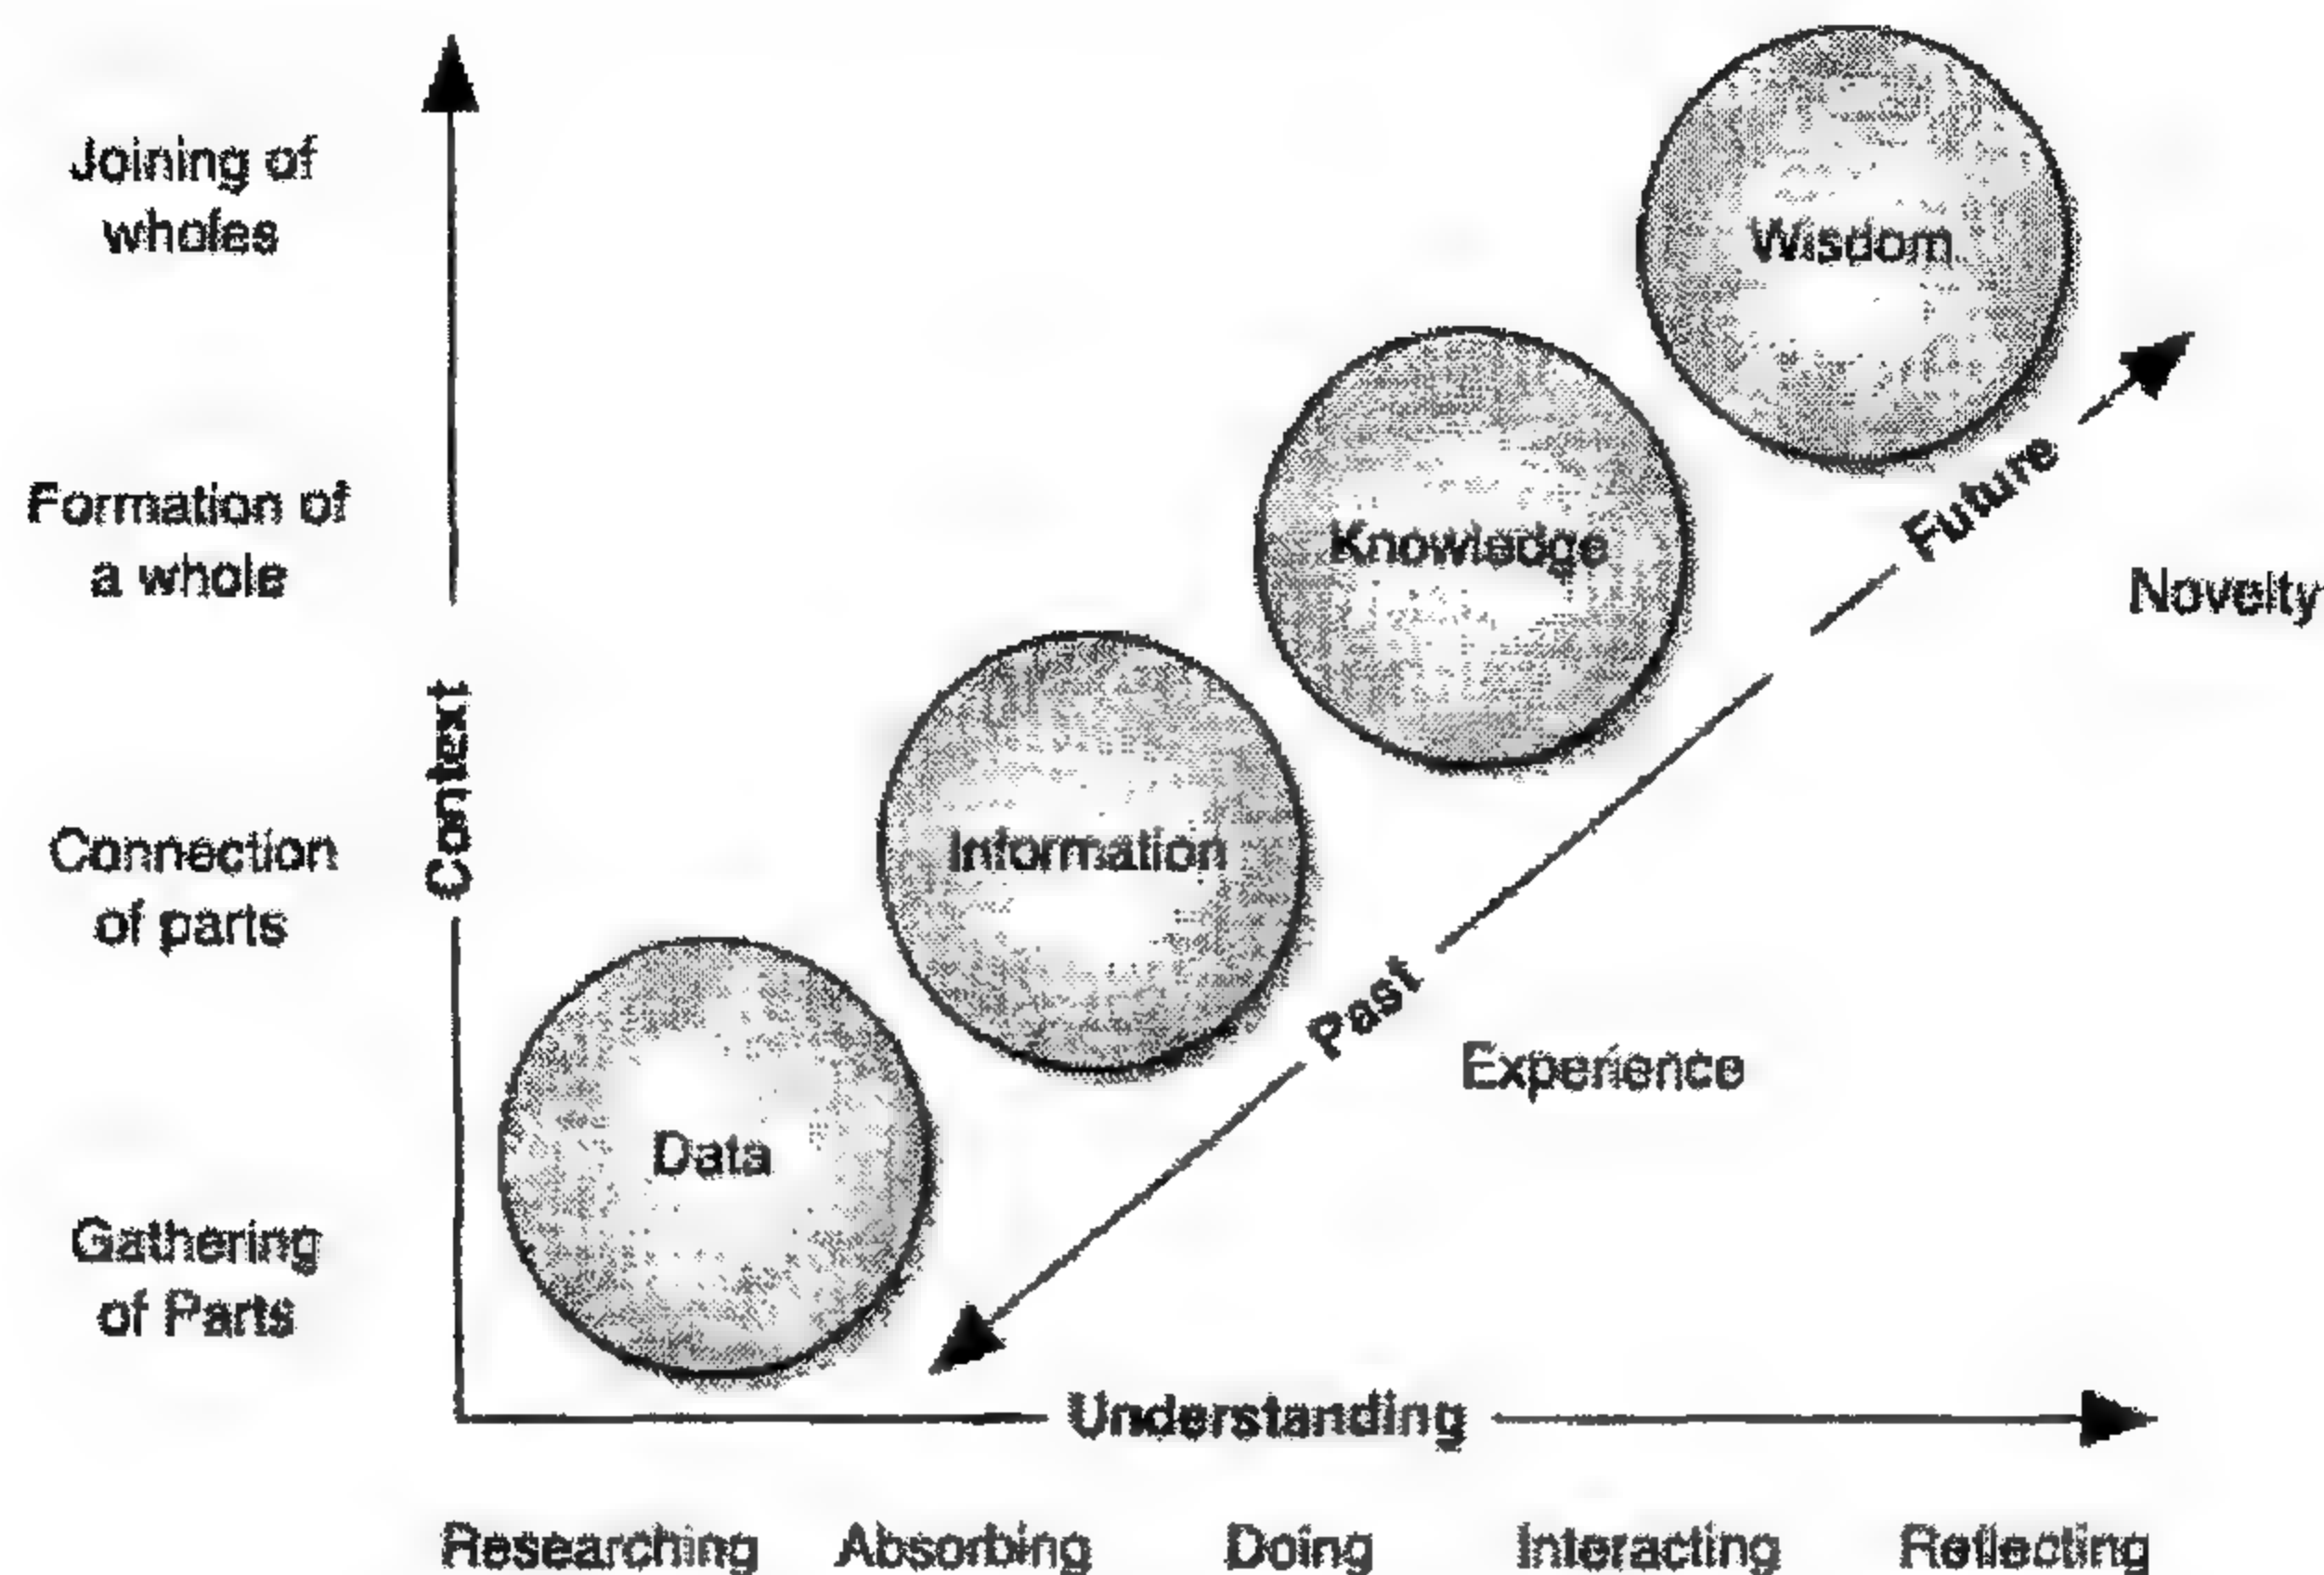 Joining of
wholes
Wisdom
Future
Formation of
a whole
Knowledge
Novelty
Context
Connection
of parts
Information
Past
Experience
Data
Gathering
of Parts
Understanding
Researching
Absorbing
Doing
Interacting
Reflecting